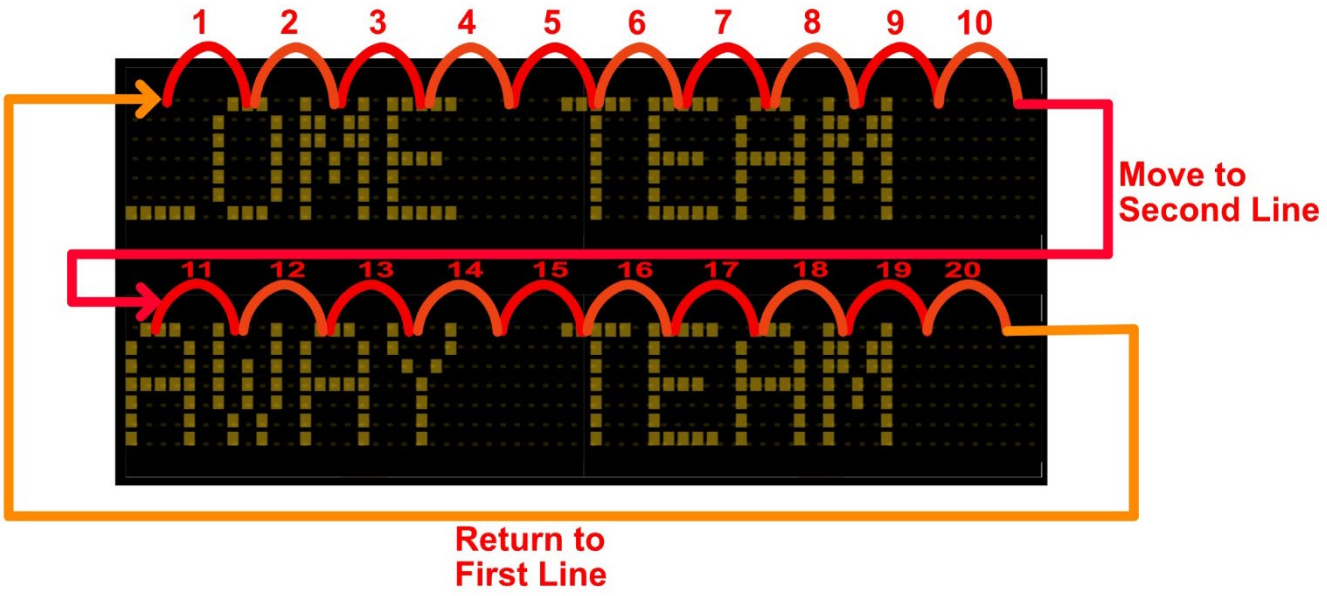 1 2 3 4 5 6 7 8 9 10
_OME TEAM
Move to
Second Line
11 12 13 14 15 16 17 18 19 20
AWAY TEAM
Return to
First Line